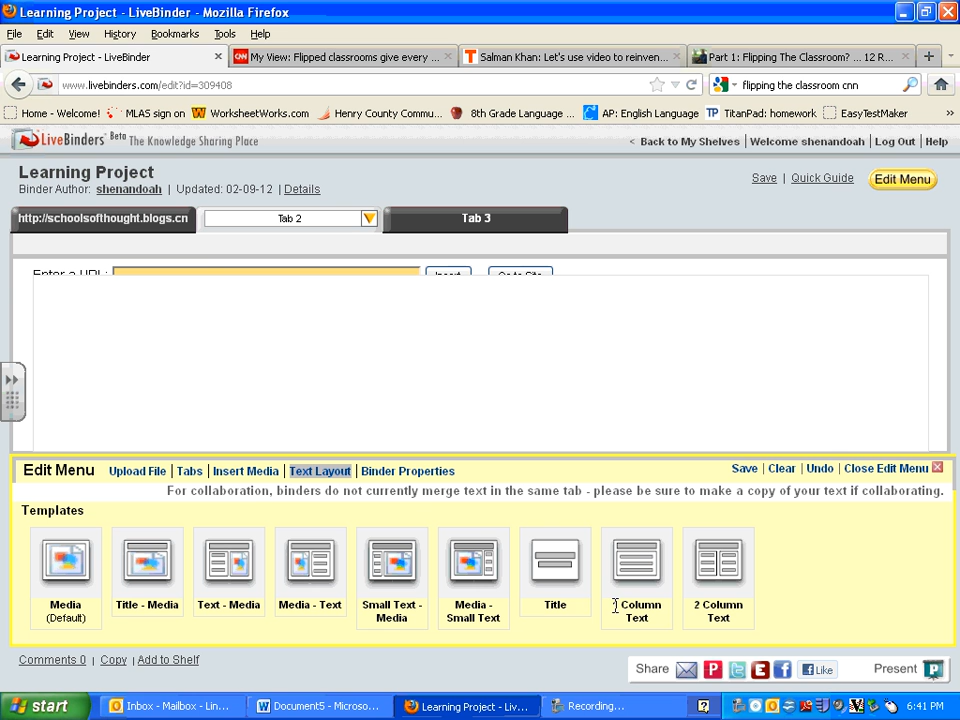 Learning Project - LiveBinder - Mozilla Firefox
File Edit View History Bookmarks Tools Help
Learning Project - LiveBinder
My View: Flipped classrooms give every ...
Salman Khan: Let's use video to reinven...
Part 1: Flipping The Classroom? ... 12 R...
www.livebinders.com/edit?id=309408
flipping the classroom cnn
Home - Welcome! MLAS sign on WorksheetWorks.com Henry County Commu... 8th Grade Language ... AP: English Language TP TitanPad: homework EasyTestMaker
LiveBinders Beta The Knowledge Sharing Place
< Back to My Shelves | Welcome shenandoah | Log Out | Help
Learning Project
Binder Author: shenandoah | Updated: 02-09-12 | Details
Save | Quick Guide Edit Menu
http://schoolsofthought.blogs.cn Tab 2 Tab 3
Enter a URL: Insert Go to Site
Edit Menu Upload File | Tabs | Insert Media | Text Layout | Binder Properties
Save | Clear | Undo | Close Edit Menu
For collaboration, binders do not currently merge text in the same tab - please be sure to make a copy of your text if collaborating.
Templates
Media (Default)
Title - Media
Text - Media
Media - Text
Small Text - Media
Media - Small Text
Title
Column Text
2 Column Text
Comments 0 | Copy | Add to Shelf
Share Like Present
start Inbox - Mailbox - Lin... Document5 - Microso... Learning Project - Liv... Recording... 6:41 PM